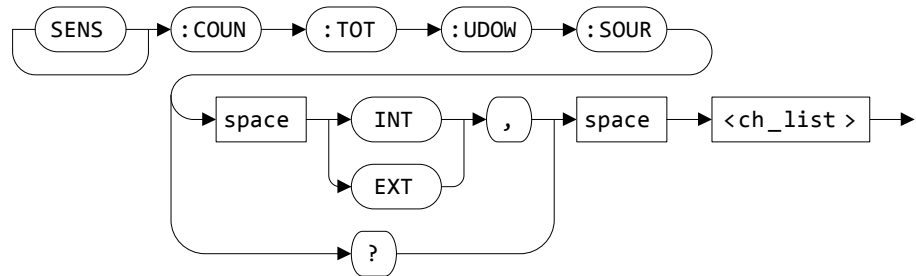 SENS :COUN :TOT :UDOW :SOUR
space INT , space <ch_list >
EXT
?